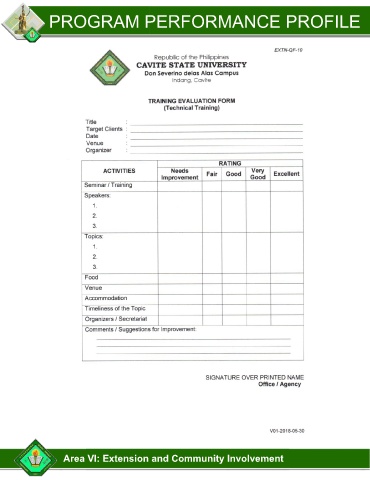 PROGRAM PERFORMANCE PROFILE
EXTN-QF-10
Republic of the Philippines
CAVITE STATE UNIVERSITY
Don Severino delas Alas Campus
Indang, Cavite
TRAINING EVALUATION FORM
(Technical Training)
Title :
Target Clients :
Date :
Venue :
Organizer :
ACTIVITIES
RATING
Needs Improvement
Fair
Good
Very Good
Excellent
Seminar / Training
Speakers:
1.
2.
3.
Topics:
1.
2.
3.
Food
Venue
Accommodation
Timeliness of the Topic
Organizers / Secretariat
Comments / Suggestions for Improvement:
SIGNATURE OVER PRINTED NAME
Office / Agency
V01-2018-05-30
Area VI: Extension and Community Involvement